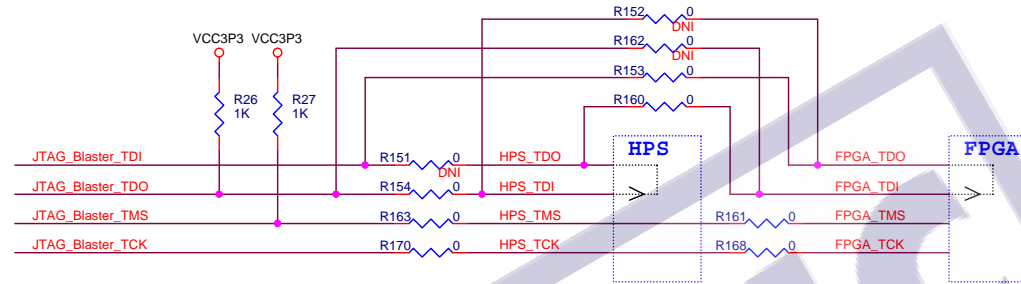 R152 0
DNI
VCC3P3 VCC3P3
R162 0
DNI
R153 0
R26
1K
R27
1K
R160 0
HPS
FPGA
JTAG_Blaster_TDI
R151 0
DNI
HPS_TDO
FPGA_TDO
JTAG_Blaster_TDO
R154 0
HPS_TDI
FPGA_TDI
JTAG_Blaster_TMS
R163 0
HPS_TMS
R161 0
FPGA_TMS
JTAG_Blaster_TCK
R170 0
HPS_TCK
R168 0
FPGA_TCK